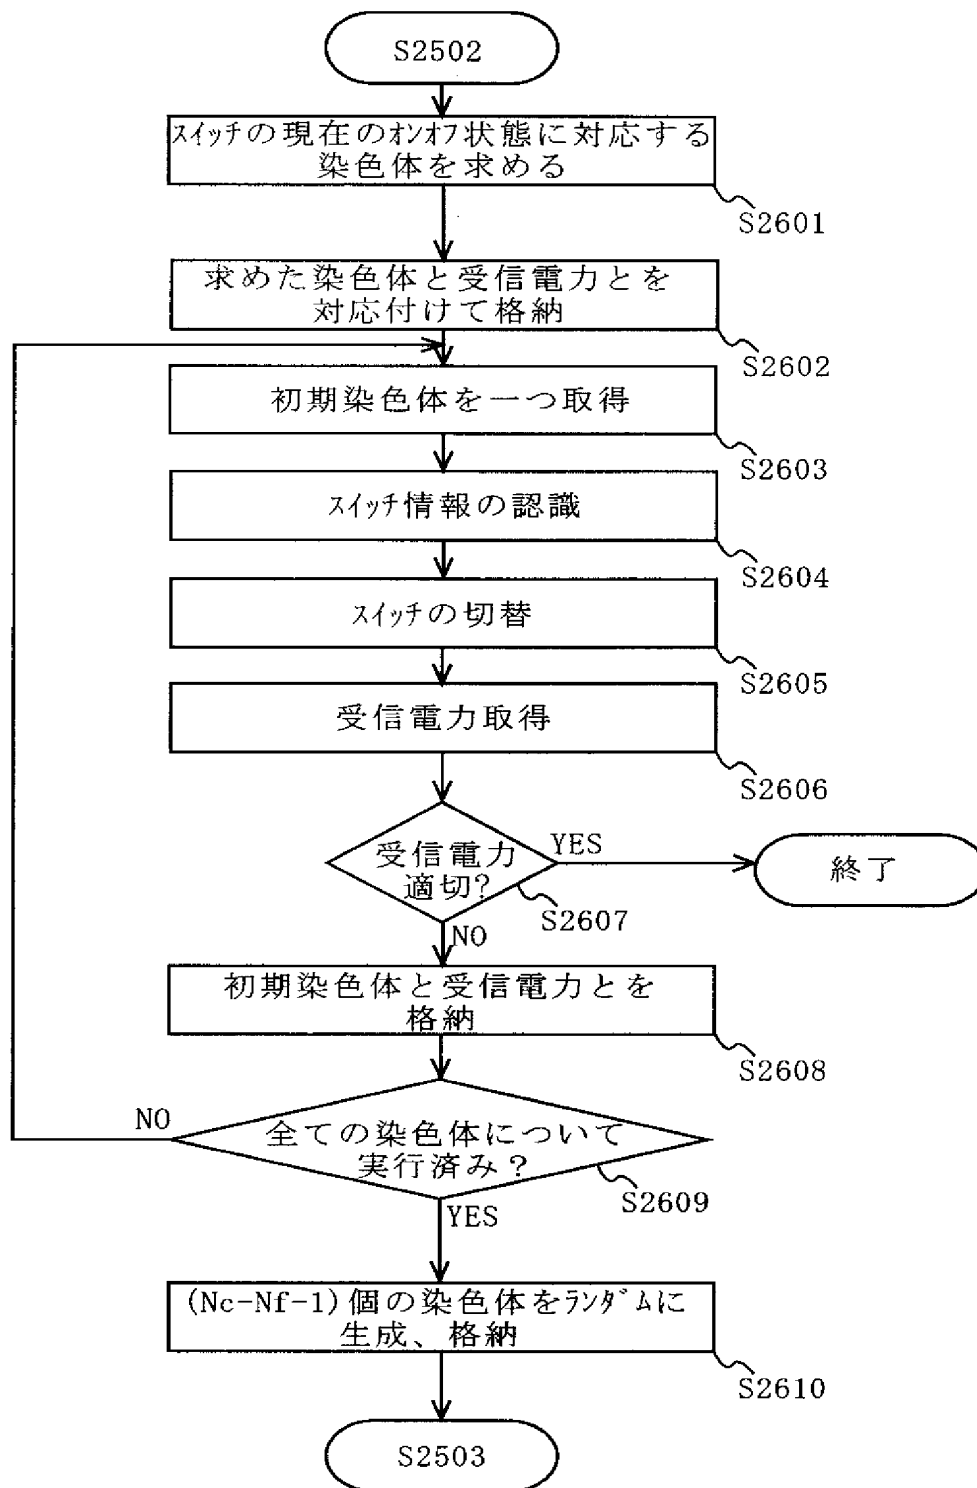 S2502
スイッチの現在のオンオフ状態に対応する
染色体を求める
S2601
求めた染色体と受信電力とを
対応付けて格納
S2602
初期染色体を一つ取得
S2603
スイッチ情報の認識
S2604
スイッチの切替
S2605
受信電力取得
S2606
受信電力
適切?
YES
終了
S2607
NO
初期染色体と受信電力とを
格納
S2608
NO
全ての染色体について
実行済み?
S2609
YES
(Nc-Nf-1)個の染色体をランダムに
生成、格納
S2610
S2503